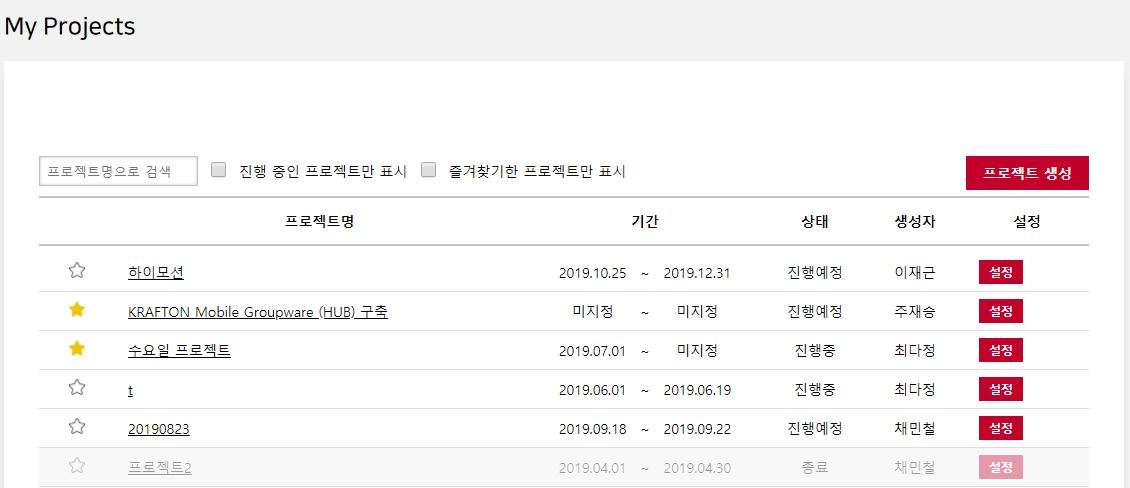 My Projects
프로젝트명으로 검색 진행 중인 프로젝트만 표시 즐겨찾기한 프로젝트만 표시 프로젝트 생성
프로젝트명 기간 상태 생성자 설정
하이모션 2019.10.25 ~ 2019.12.31 진행예정 이재근 설정
KRAFTON Mobile Groupware (HUB) 구축 미지정 ~ 미지정 진행예정 주재승 설정
수요일 프로젝트 2019.07.01 ~ 미지정 진행중 최다정 설정
t 2019.06.01 ~ 2019.06.19 진행중 최다정 설정
20190823 2019.09.18 ~ 2019.09.22 진행예정 채민철 설정
프로젝트2 2019.04.01 ~ 2019.04.30 종료 채민철 설정